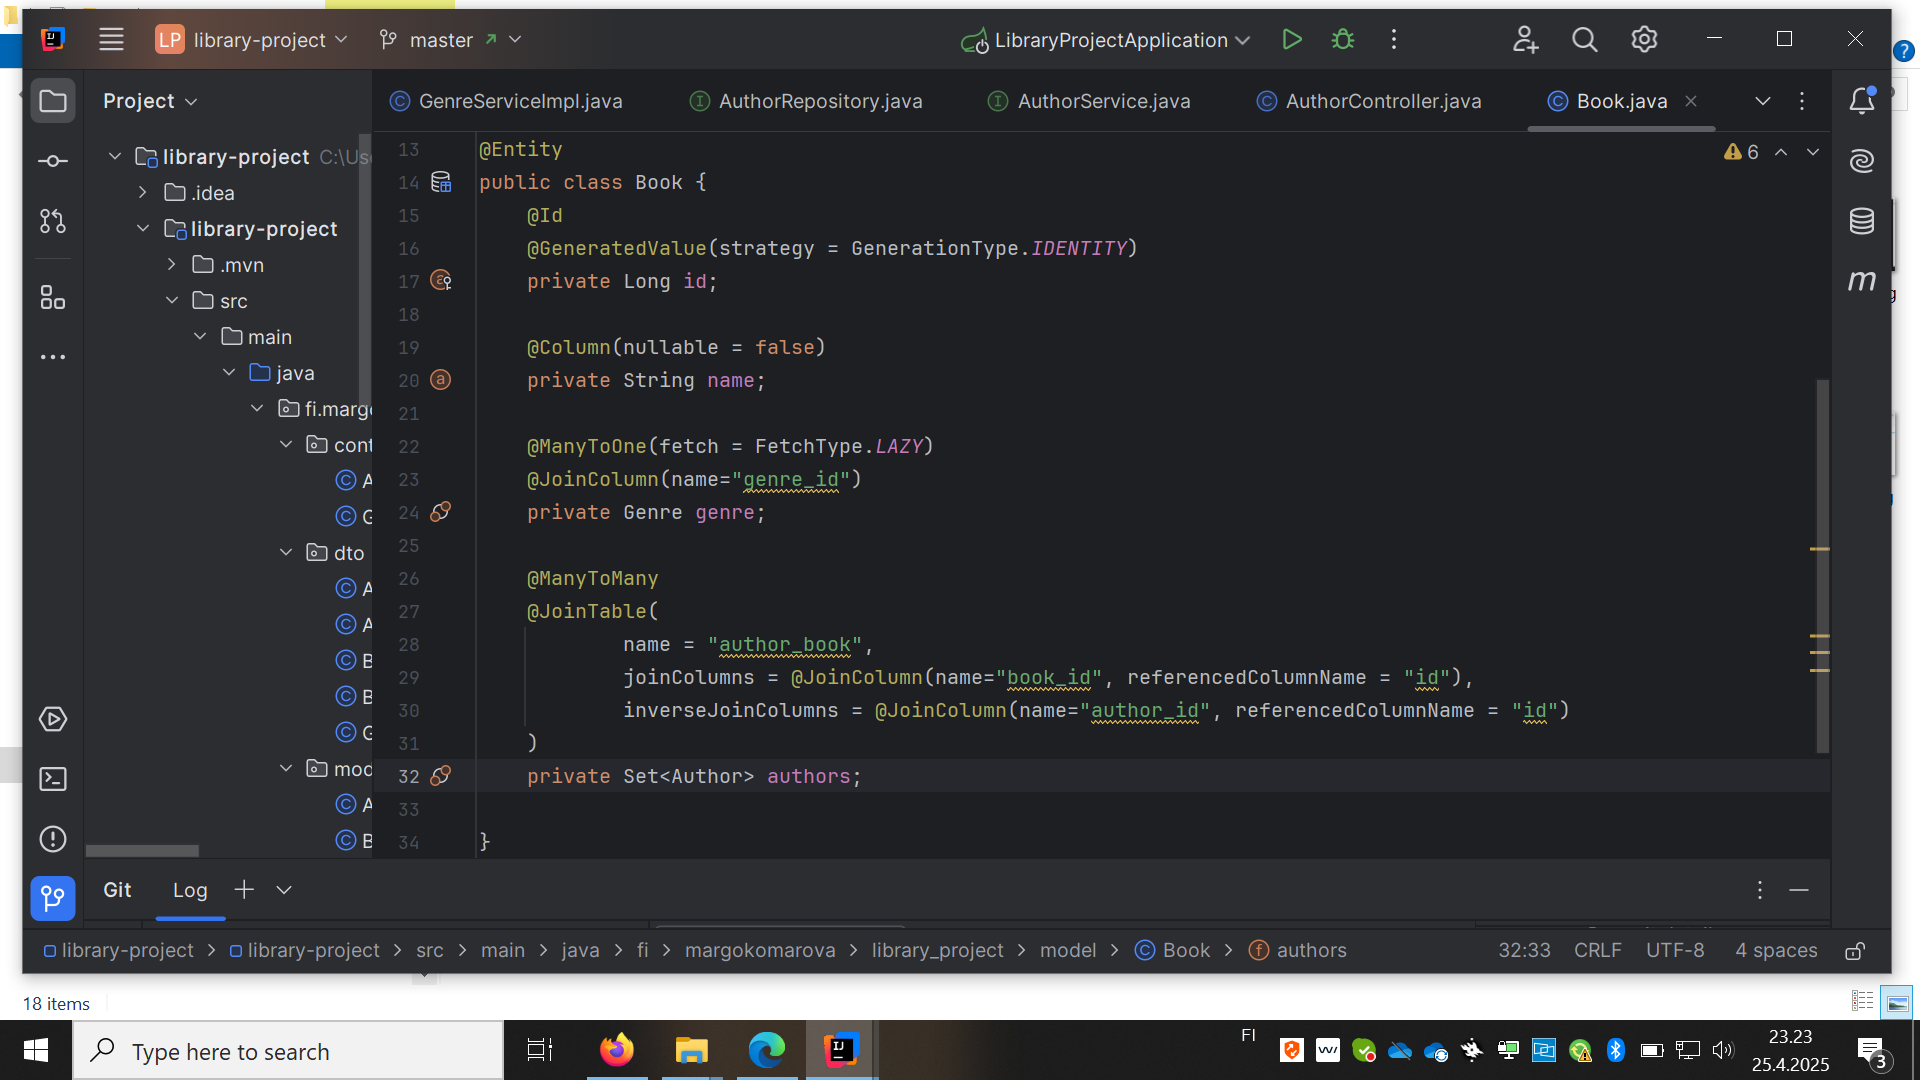 LP library-project master LibraryProjectApplication
Project
GenreServiceImpl.java AuthorRepository.java AuthorService.java AuthorController.java Book.java
library-project C:\Us
.idea
library-project
.mvn
src
main
java
fi.marg
cont
A
G
dto
A
A
B
B
G
mod
A
B
6
13 @Entity
14 public class Book {
15 @Id
16 @GeneratedValue(strategy = GenerationType.IDENTITY)
17 private Long id;
18
19 @Column(nullable = false)
20 private String name;
21
22 @ManyToOne(fetch = FetchType.LAZY)
23 @JoinColumn(name="genre_id")
24 private Genre genre;
25
26 @ManyToMany
27 @JoinTable(
28 name = "author_book",
29 joinColumns = @JoinColumn(name="book_id", referencedColumnName = "id"),
30 inverseJoinColumns = @JoinColumn(name="author_id", referencedColumnName = "id")
31 )
32 private Set<Author> authors;
33
34 }
m
Git Log
library-project > library-project > src > main > java > fi > margokomarova > library_project > model > Book > authors 32:33 CRLF UTF-8 4 spaces
18 items
Type here to search
FI
23.23
25.4.2025
3